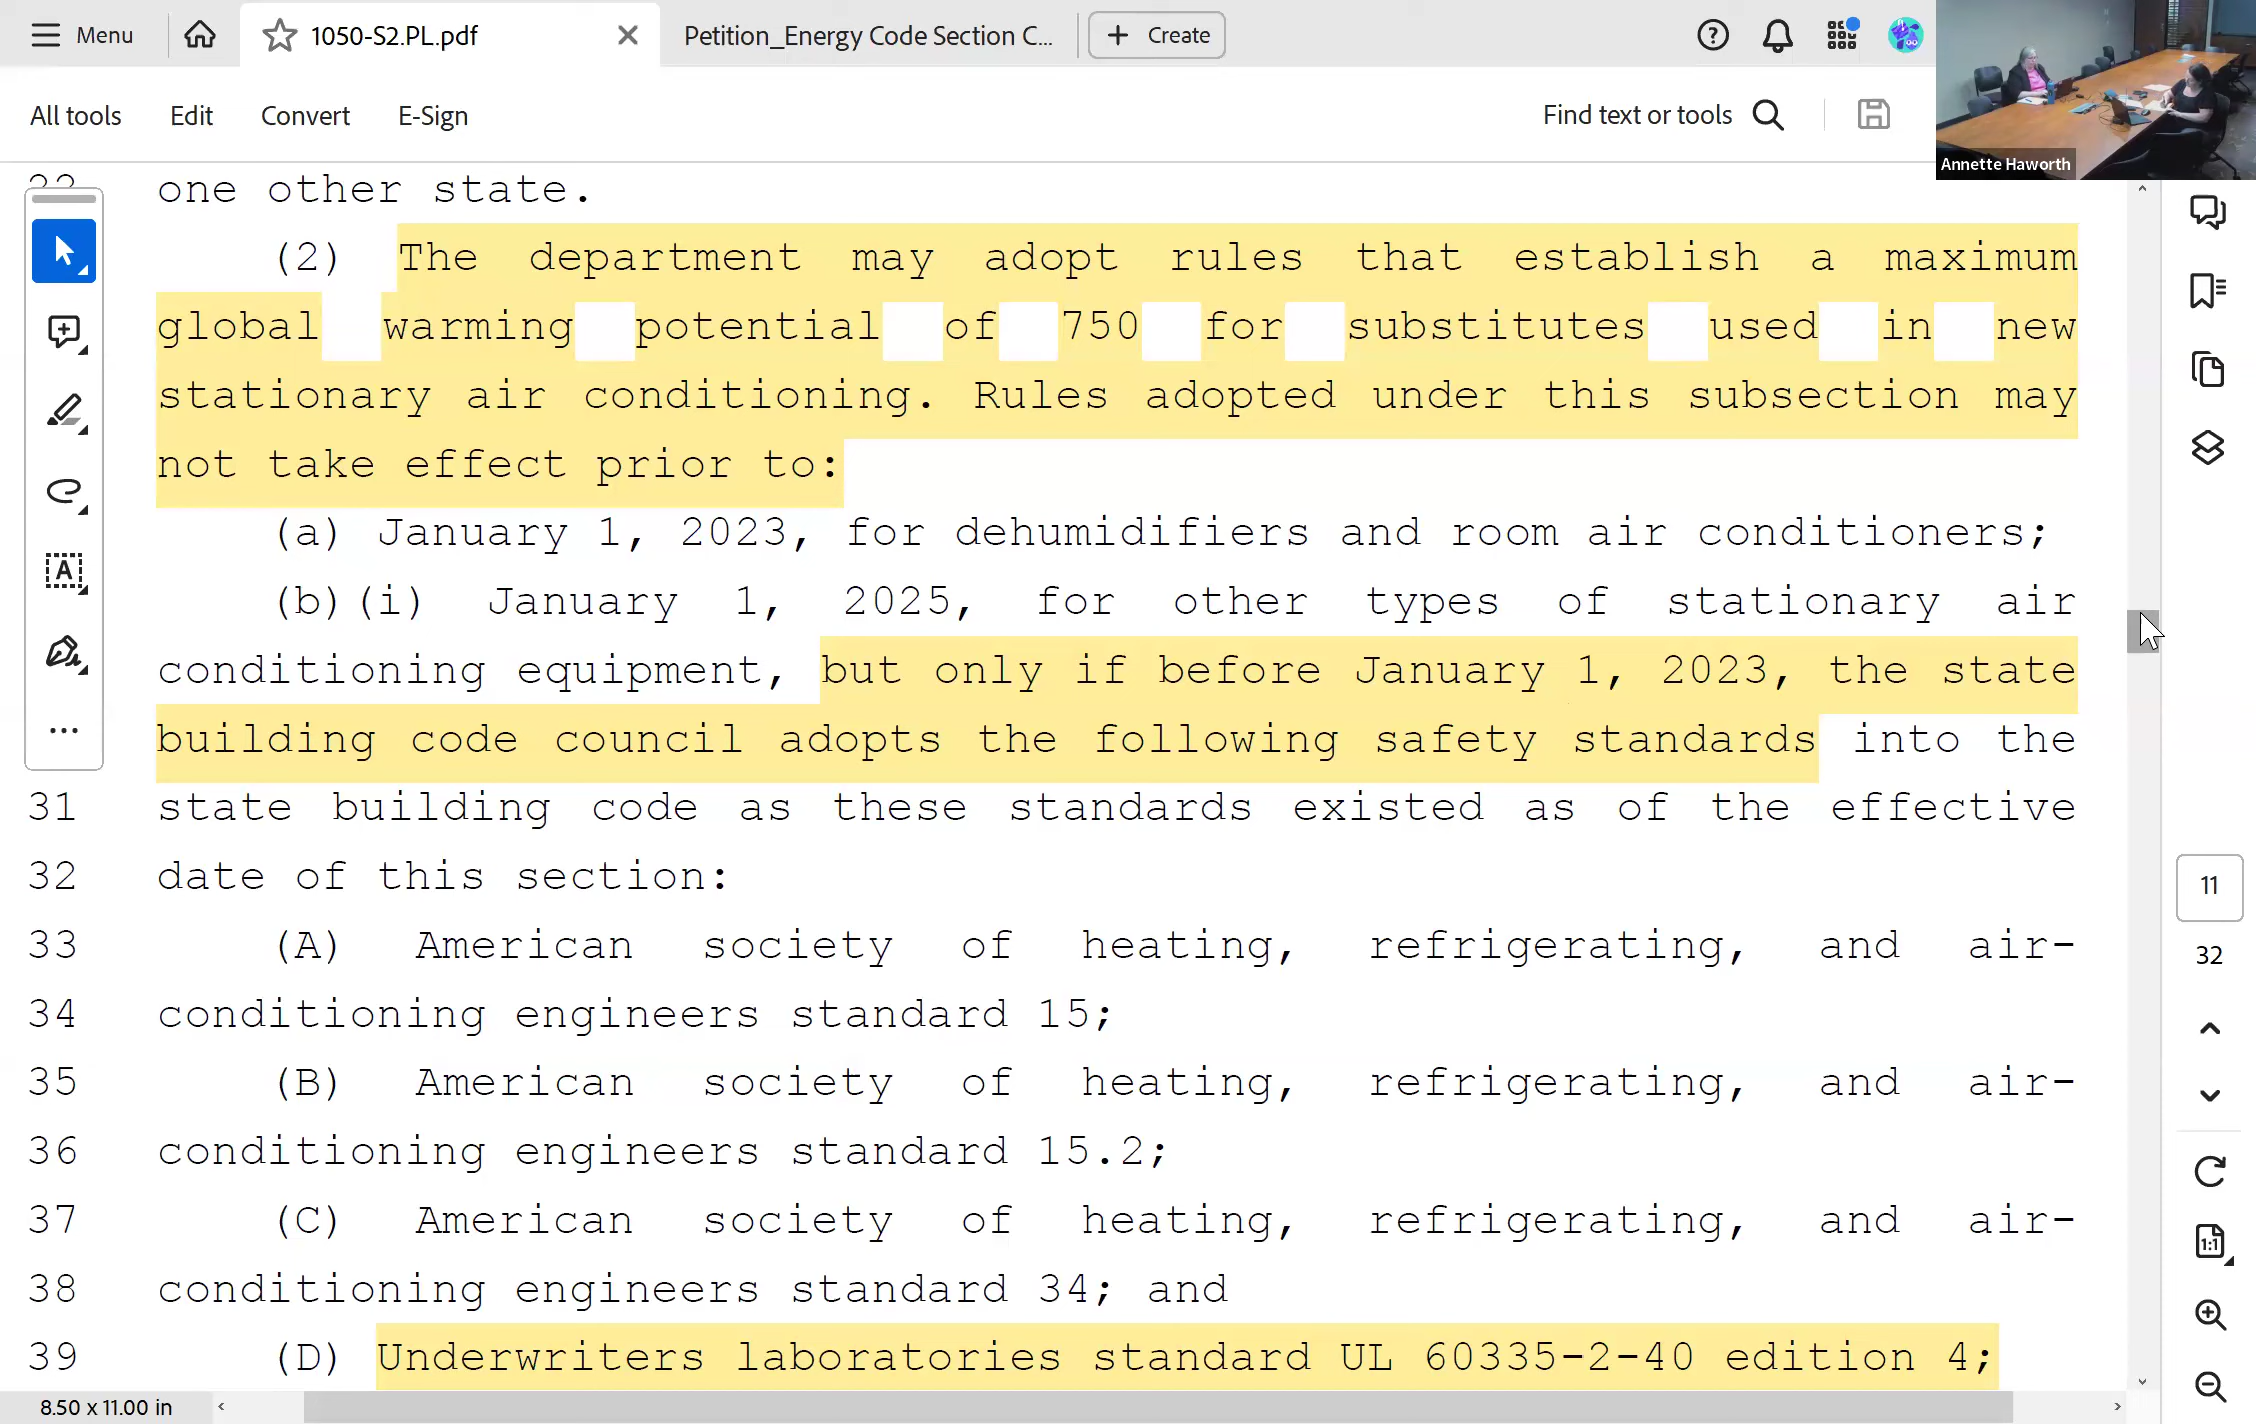 Menu
1050-S2.PL.pdf
Petition_Energy Code Section C...
Create
All tools
Edit
Convert
E-Sign
Find text or tools
Annette Haworth
one other state.
(2) The department may adopt rules that establish a maximum
global warming potential of 750 for substitutes used in new
stationary air conditioning. Rules adopted under this subsection may
not take effect prior to:
(a) January 1, 2023, for dehumidifiers and room air conditioners;
(b)(i) January 1, 2025, for other types of stationary air
conditioning equipment, but only if before January 1, 2023, the state
building code council adopts the following safety standards into the
31 state building code as these standards existed as of the effective
32 date of this section:
33 (A) American society of heating, refrigerating, and air-
34 conditioning engineers standard 15;
35 (B) American society of heating, refrigerating, and air-
36 conditioning engineers standard 15.2;
37 (C) American society of heating, refrigerating, and air-
38 conditioning engineers standard 34; and
39 (D) Underwriters laboratories standard UL 60335-2-40 edition 4;
11
32
1:1
8.50 x 11.00 in